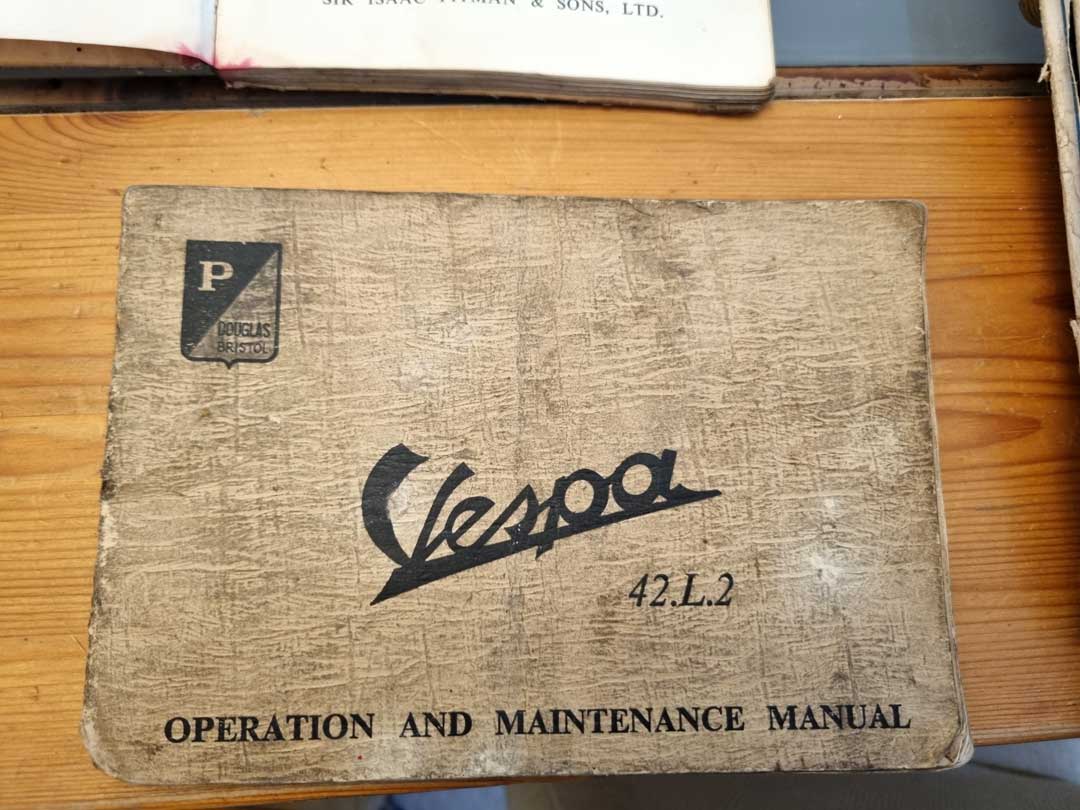 SIR ISAAC PITMAN & SONS, LTD.
P
DOUGLAS
BRISTOL
Vespa
42.L.2
OPERATION AND MAINTENANCE MANUAL